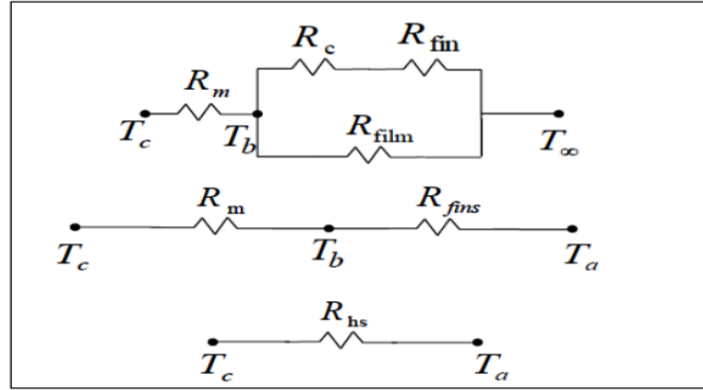 R_c R_fin
R_m
T_c T_b R_film T_∞
R_m R_fins
T_c T_b T_a
R_hs
T_c T_a